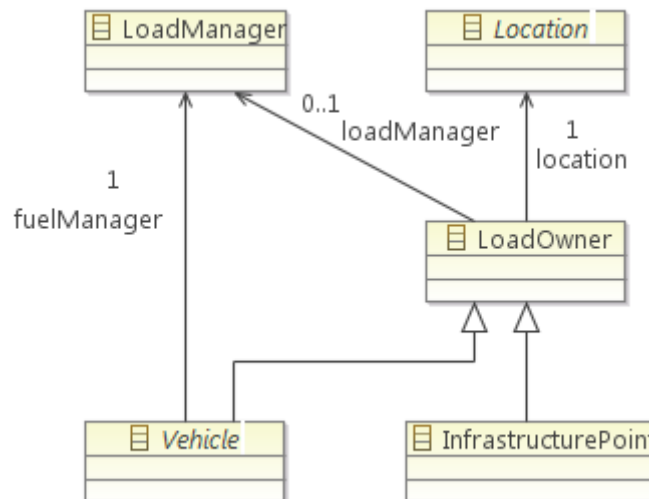 LoadManager
Location
0..1
loadManager
1
location
1
fuelManager
LoadOwner
Vehicle
InfrastructurePoint